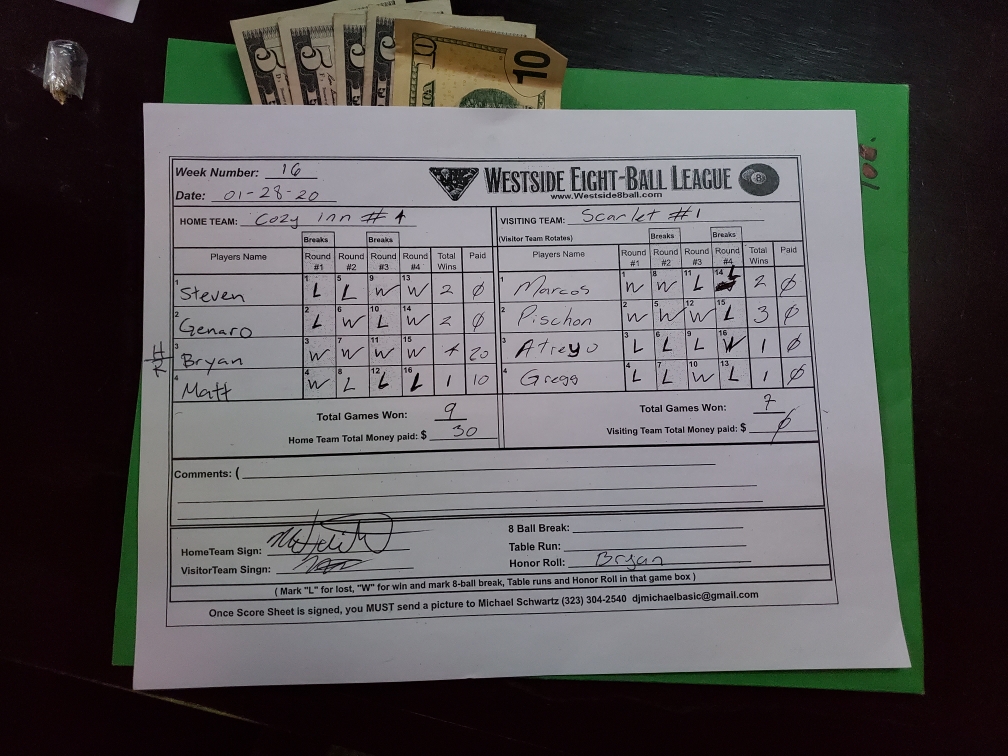 5 5 5 5 10 10
Week Number: 16
WESTSIDE EIGHT-BALL LEAGUE
www.Westside8ball.com
Date: 01-28-20
HOME TEAM: Cozy Inn #4
VISITING TEAM: Scarlet #1
(Visitor Team Rotates)
Breaks Breaks Breaks Breaks
Players Name Round #1 Round #2 Round #3 Round #4 Total Wins Paid
Players Name Round #1 Round #2 Round #3 Round #4 Total Wins Paid
1 Steven 1 L 5 L 9 W 13 W 2 Ø
1 Marcos 1 W 8 W 11 L 14 L 2 Ø
2 Genaro 2 L 6 W 10 L 14 W 2 Ø
2 Pischon 2 W 5 W 12 W 15 L 3 Ø
H/R 3 Bryan 3 W 7 W 11 W 15 W 4 20
3 Atreyo 3 L 6 L 9 L 16 W 1 Ø
4 Matt 4 W 8 L 12 L 16 L 1 10
4 Gregg 4 L 7 L 10 W 13 L 1 Ø
Total Games Won: 9
Total Games Won: 7
Home Team Total Money paid: $ 30
Visiting Team Total Money paid: $ Ø
Comments: (
HomeTeam Sign:
VisitorTeam Singn:
8 Ball Break:
Table Run:
Honor Roll: Bryan
( Mark "L" for lost, "W" for win and mark 8-ball break, Table runs and Honor Roll in that game box )
Once Score Sheet is signed, you MUST send a picture to Michael Schwartz (323) 304-2540 djmichaelbasic@gmail.com